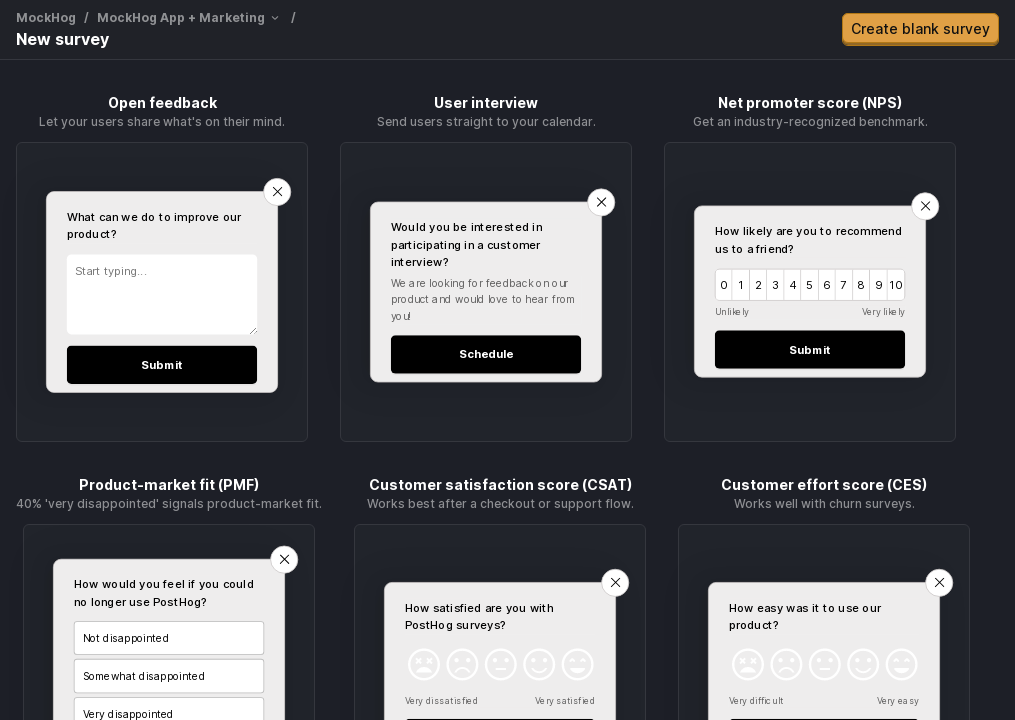 MockHog / MockHog App + Marketing /
New survey
Create blank survey
Open feedback
Let your users share what's on their mind.
What can we do to improve our
product?
Start typing...
Submit
User interview
Send users straight to your calendar.
Would you be interested in
participating in a customer
interview?
We are looking for feedback on our
product and would love to hear from
you!
Schedule
Net promoter score (NPS)
Get an industry-recognized benchmark.
How likely are you to recommend
us to a friend?
0 1 2 3 4 5 6 7 8 9 10
Unlikely Very likely
Submit
Product-market fit (PMF)
40% 'very disappointed' signals product-market fit.
How would you feel if you could
no longer use PostHog?
Not disappointed
Somewhat disappointed
Very disappointed
Customer satisfaction score (CSAT)
Works best after a checkout or support flow.
How satisfied are you with
PostHog surveys?
Very dissatisfied Very satisfied
Customer effort score (CES)
Works well with churn surveys.
How easy was it to use our
product?
Very difficult Very easy